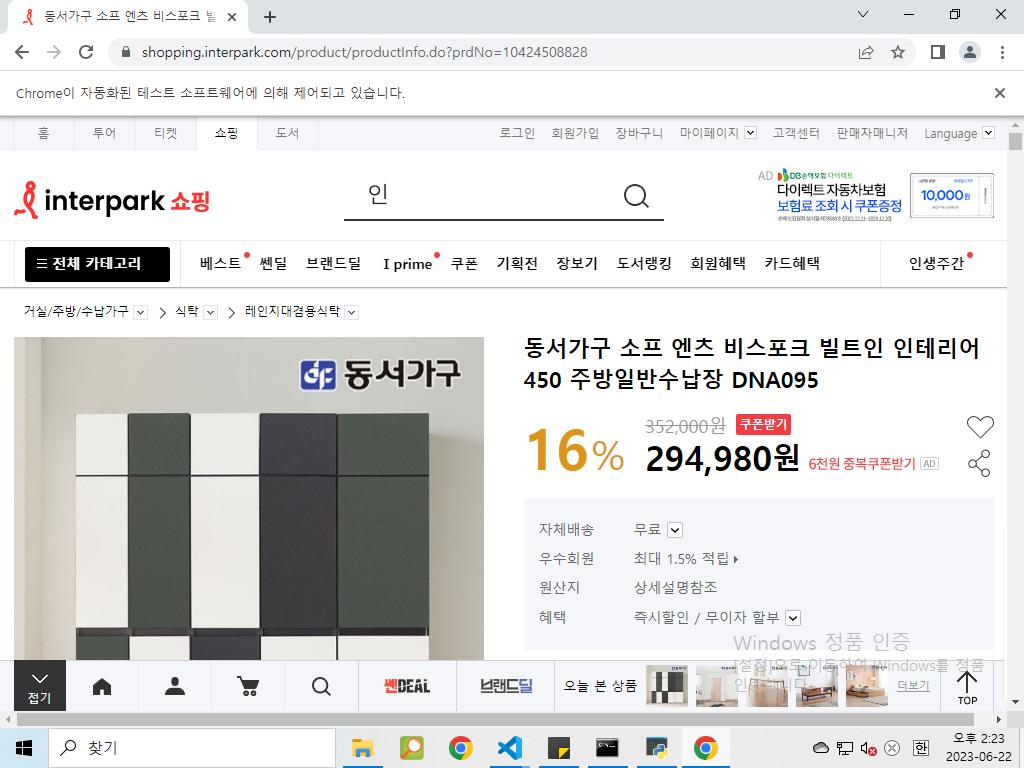 동서가구 소프 엔츠 비스포크 빌
shopping.interpark.com/product/productInfo.do?prdNo=10424508828
Chrome이 자동화된 테스트 소프트웨어에 의해 제어되고 있습니다.
홈 투어 티켓 쇼핑 도서 로그인 회원가입 장바구니 마이페이지 고객센터 판매자매니저 Language
interpark 쇼핑
인
AD DB손해보험 다이렉트
다이렉트 자동차보험
보험료 조회 시 쿠폰증정
10,000원
전체 카테고리 베스트 쎈딜 브랜드딜 I prime 쿠폰 기획전 장보기 도서랭킹 회원혜택 카드혜택 인생주간
거실/주방/수납가구 식탁 레인지대겸용식탁
동서가구
동서가구 소프 엔츠 비스포크 빌트인 인테리어
450 주방일반수납장 DNA095
16% 352,000원 쿠폰받기
294,980원 6천원 중복쿠폰받기 AD
자체배송 무료
우수회원 최대 1.5% 적립
원산지 상세설명참조
혜택 즉시할인 / 무이자 할부
Windows 정품 인증
[설정]으로 이동하여 Windows를 정품
인증합니다.
접기 쎈DEAL 브랜드딜 오늘 본 상품 더보기 TOP
찾기
한
오후 2:23
2023-06-22